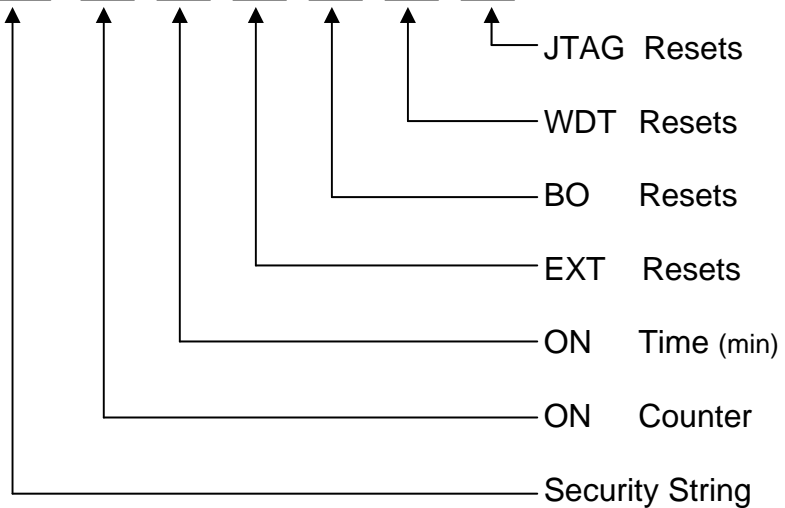 JTAG Resets
WDT Resets
BO Resets
EXT Resets
ON Time (min)
ON Counter
Security String